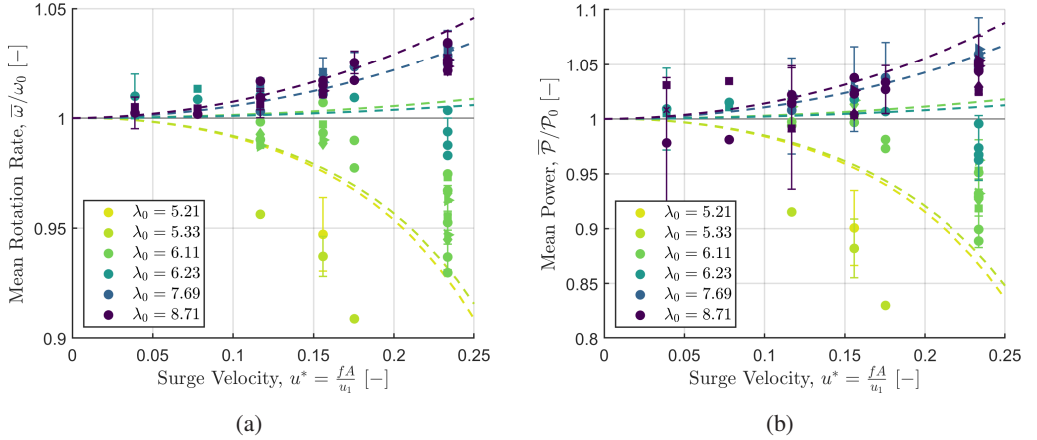 Mean Rotation Rate, ω̅/ω₀ [−]
1.05
1
0.95
0.9
λ₀ = 5.21
λ₀ = 5.33
λ₀ = 6.11
λ₀ = 6.23
λ₀ = 7.69
λ₀ = 8.71
0 0.05 0.1 0.15 0.2 0.25
Surge Velocity, u* = fA/u₁ [−]
(a)
Mean Power, P̅/P₀ [−]
1.1
1.05
1
0.95
0.9
0.85
0.8
λ₀ = 5.21
λ₀ = 5.33
λ₀ = 6.11
λ₀ = 6.23
λ₀ = 7.69
λ₀ = 8.71
0 0.05 0.1 0.15 0.2 0.25
Surge Velocity, u* = fA/u₁ [−]
(b)